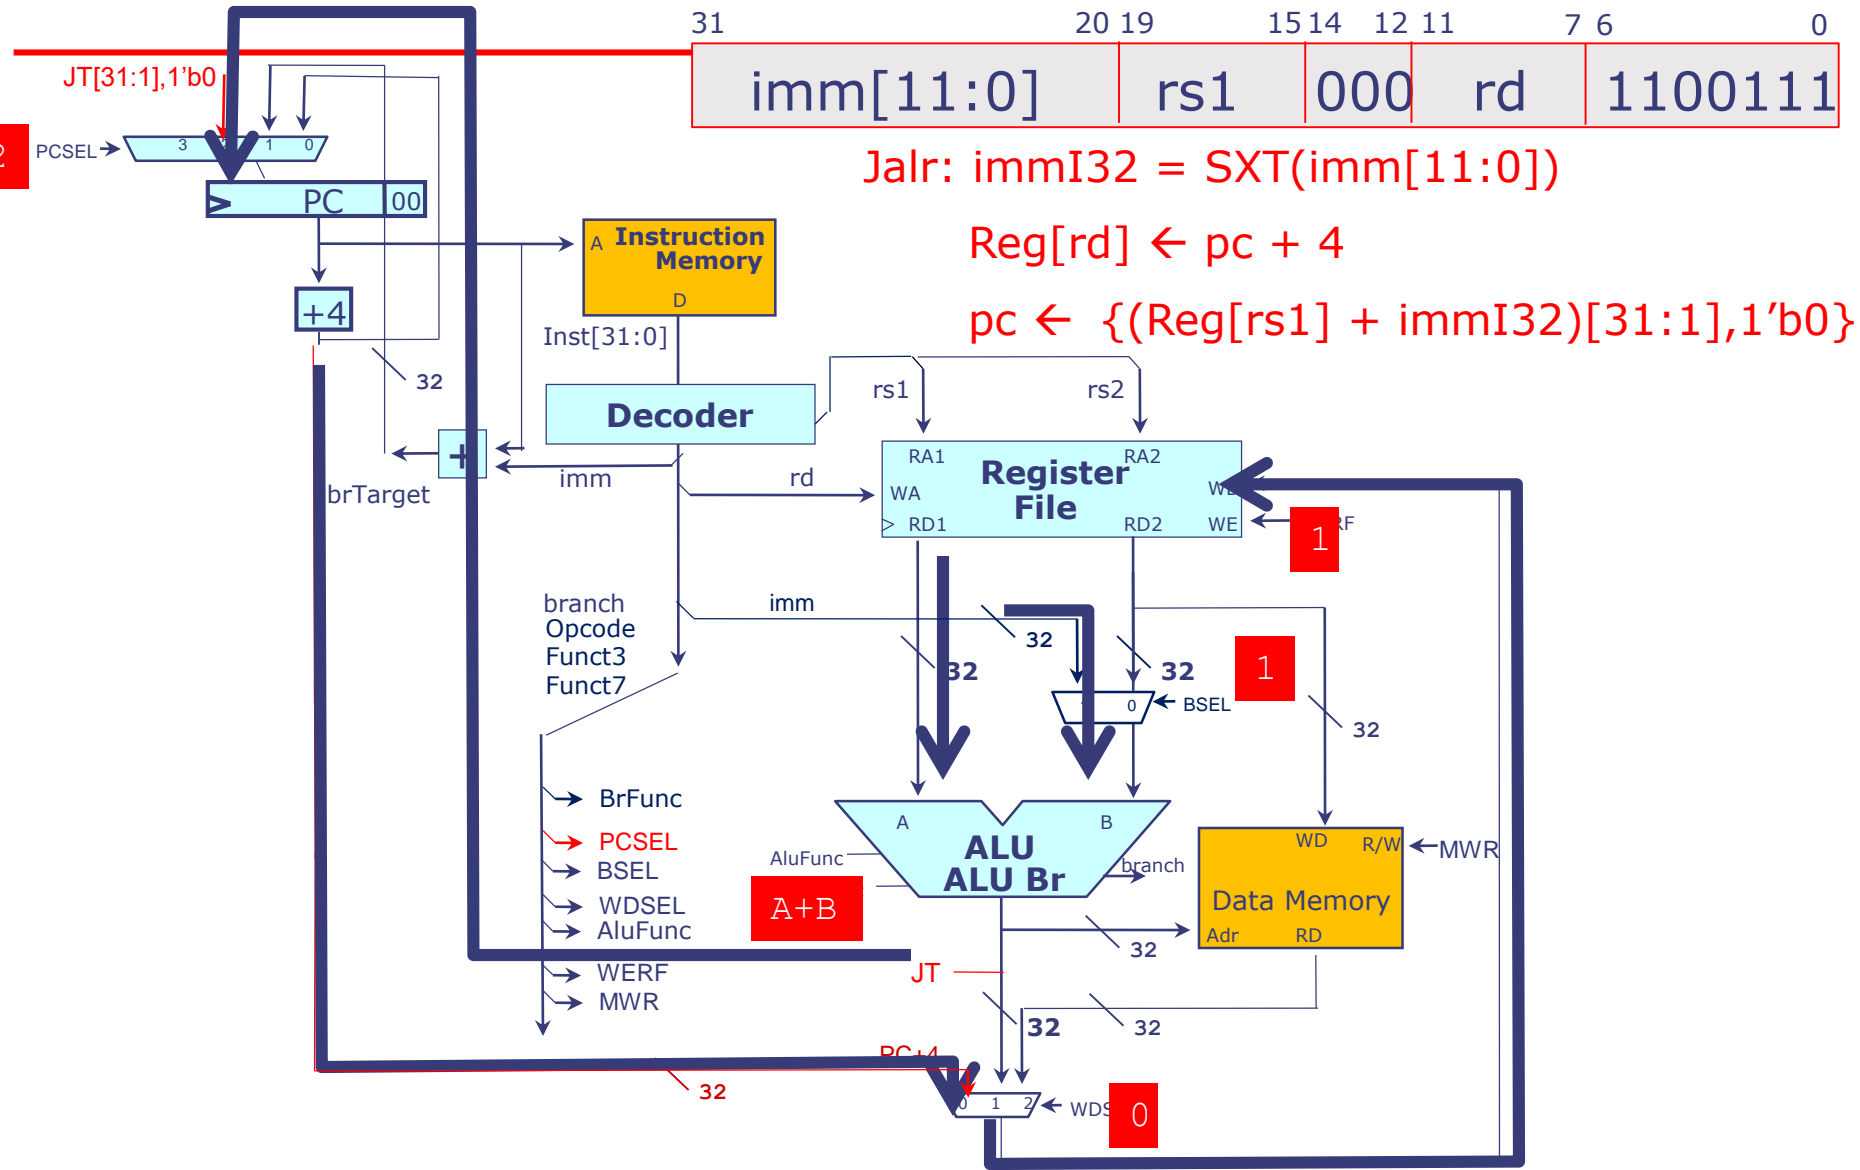 31 20 19 15 14 12 11 7 6 0
imm[11:0] rs1 000 rd 1100111
JT[31:1],1'b0
PCSEL
3 1 0
PC 00
Jalr: immI32 = SXT(imm[11:0])
Reg[rd] ← pc + 4
pc ← {(Reg[rs1] + immI32)[31:1],1'b0}
A Instruction
Memory
D
+4
Inst[31:0]
32
rs1 rs2
Decoder
+
imm
brTarget
rd
RA1 RA2
Register
File
WA
> RD1 RD2 WE
1
branch
Opcode
Funct3
Funct7
imm
32
32
32
1
0
BSEL
32
BrFunc
PCSEL
BSEL
WDSEL
AluFunc
WERF
MWR
A B
ALU
ALU Br
AluFunc
branch
A+B
WD R/W
MWR
Data Memory
Adr RD
32
JT
32
32
PC+4
32
0 1 2
0